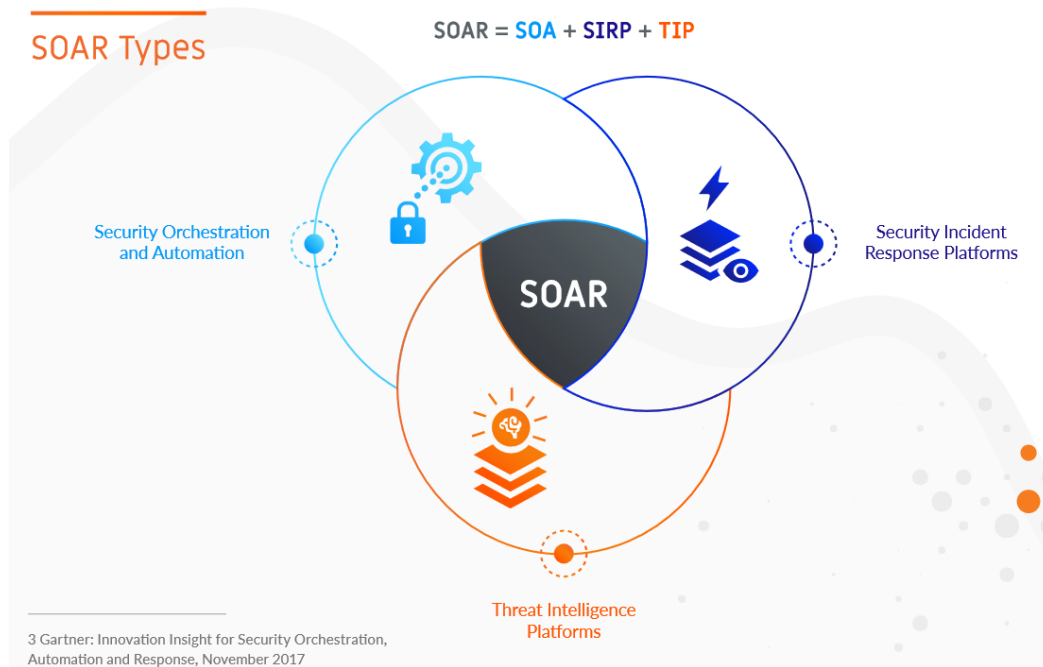 SOAR Types
SOAR = SOA + SIRP + TIP
Security Orchestration
and Automation
Security Incident
Response Platforms
SOAR
Threat Intelligence
Platforms
3 Gartner: Innovation Insight for Security Orchestration,
Automation and Response, November 2017